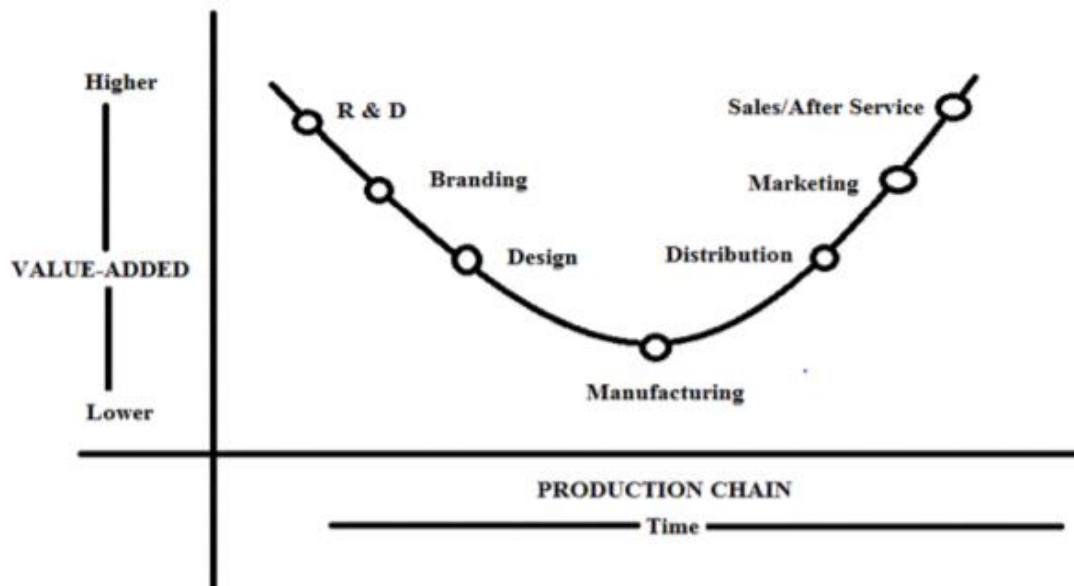 Higher
R & D
Sales/After Service
Branding
Marketing
Design
Distribution
VALUE-ADDED
Manufacturing
Lower
PRODUCTION CHAIN
Time